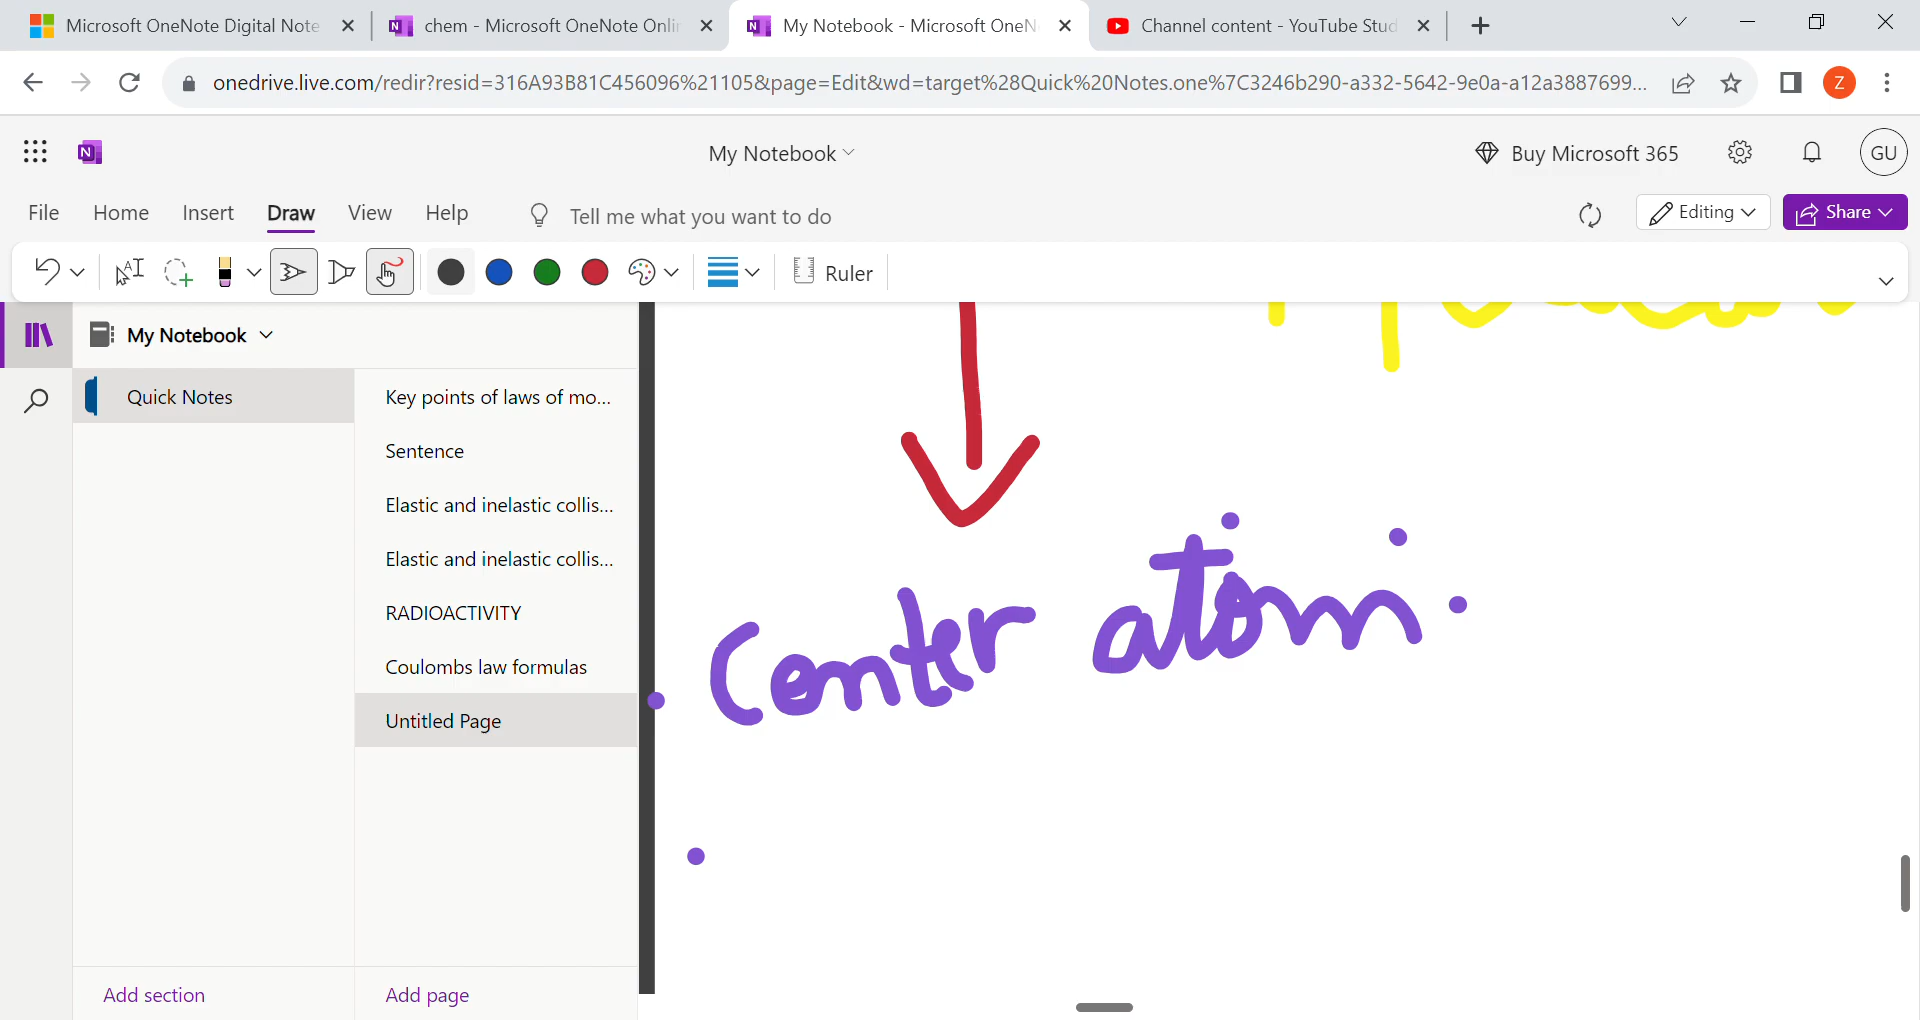 Microsoft OneNote Digital Note
chem - Microsoft OneNote Onlin
My Notebook - Microsoft OneN
Channel content - YouTube Stud
onedrive.live.com/redir?resid=316A93B81C456096%21105&page=Edit&wd=target%28Quick%20Notes.one%7C3246b290-a332-5642-9e0a-a12a3887699...
Z
N
My Notebook
Buy Microsoft 365
GU
File Home Insert Draw View Help
Tell me what you want to do
Editing
Share
Ruler
My Notebook
Quick Notes
Key points of laws of mo...
Sentence
Elastic and inelastic collis...
Elastic and inelastic collis...
RADIOACTIVITY
Coulombs law formulas
Untitled Page
Add section
Add page
Center atom.